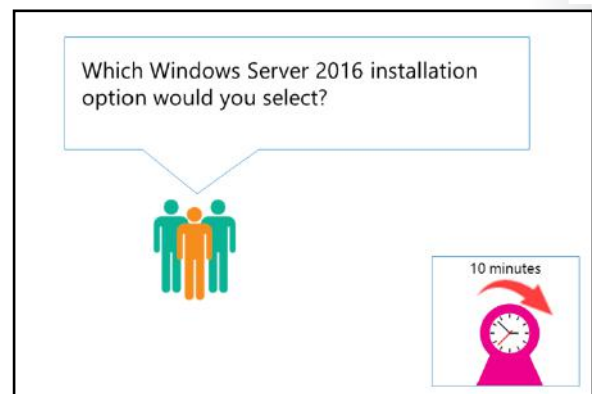 Which Windows Server 2016 installation
option would you select?
10 minutes